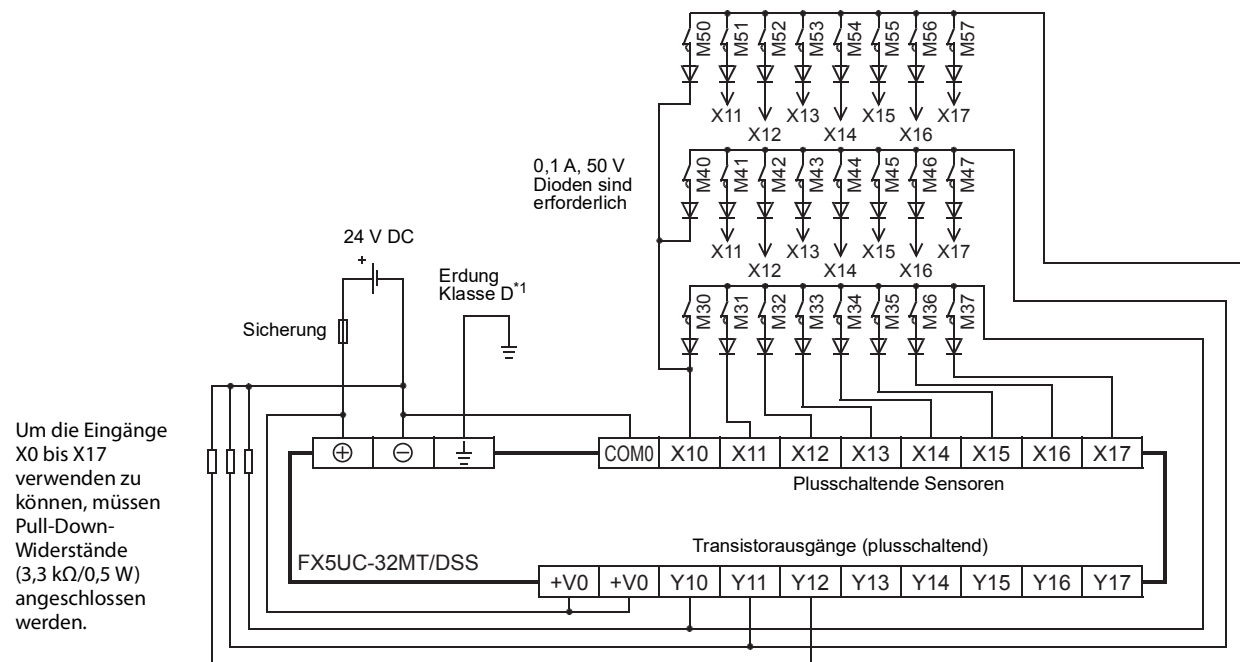 M50 M51 M52 M53 M54 M55 M56 M57
X11 X13 X15 X17
X12 X14 X16
0,1 A, 50 V
Dioden sind
erforderlich
M40 M41 M42 M43 M44 M45 M46 M47
X11 X13 X15 X17
X12 X14 X16
24 V DC
+
Erdung
Klasse D*1
Sicherung
M30 M31 M32 M33 M34 M35 M36 M37
Um die Eingänge
X0 bis X17
verwenden zu
können, müssen
Pull-Down-
Widerstände
(3,3 kΩ/0,5 W)
angeschlossen
werden.
+ − COM0 X10 X11 X12 X13 X14 X15 X16 X17
Plusschaltende Sensoren
Transistorausgänge (plusschaltend)
FX5UC-32MT/DSS
+V0 +V0 Y10 Y11 Y12 Y13 Y14 Y15 Y16 Y17